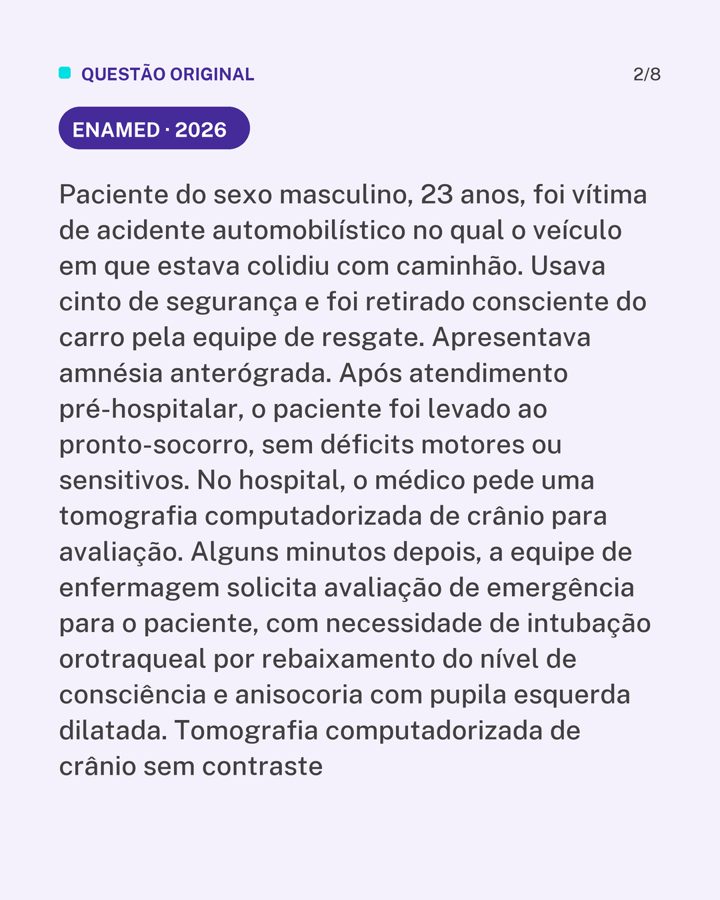 QUESTÃO ORIGINAL
2/8
ENAMED · 2026
Paciente do sexo masculino, 23 anos, foi vítima
de acidente automobilístico no qual o veículo
em que estava colidiu com caminhão. Usava
cinto de segurança e foi retirado consciente do
carro pela equipe de resgate. Apresentava
amnésia anterógrada. Após atendimento
pré-hospitalar, o paciente foi levado ao
pronto-socorro, sem déficits motores ou
sensitivos. No hospital, o médico pede uma
tomografia computadorizada de crânio para
avaliação. Alguns minutos depois, a equipe de
enfermagem solicita avaliação de emergência
para o paciente, com necessidade de intubação
orotraqueal por rebaixamento do nível de
consciência e anisocoria com pupila esquerda
dilatada. Tomografia computadorizada de
crânio sem contraste